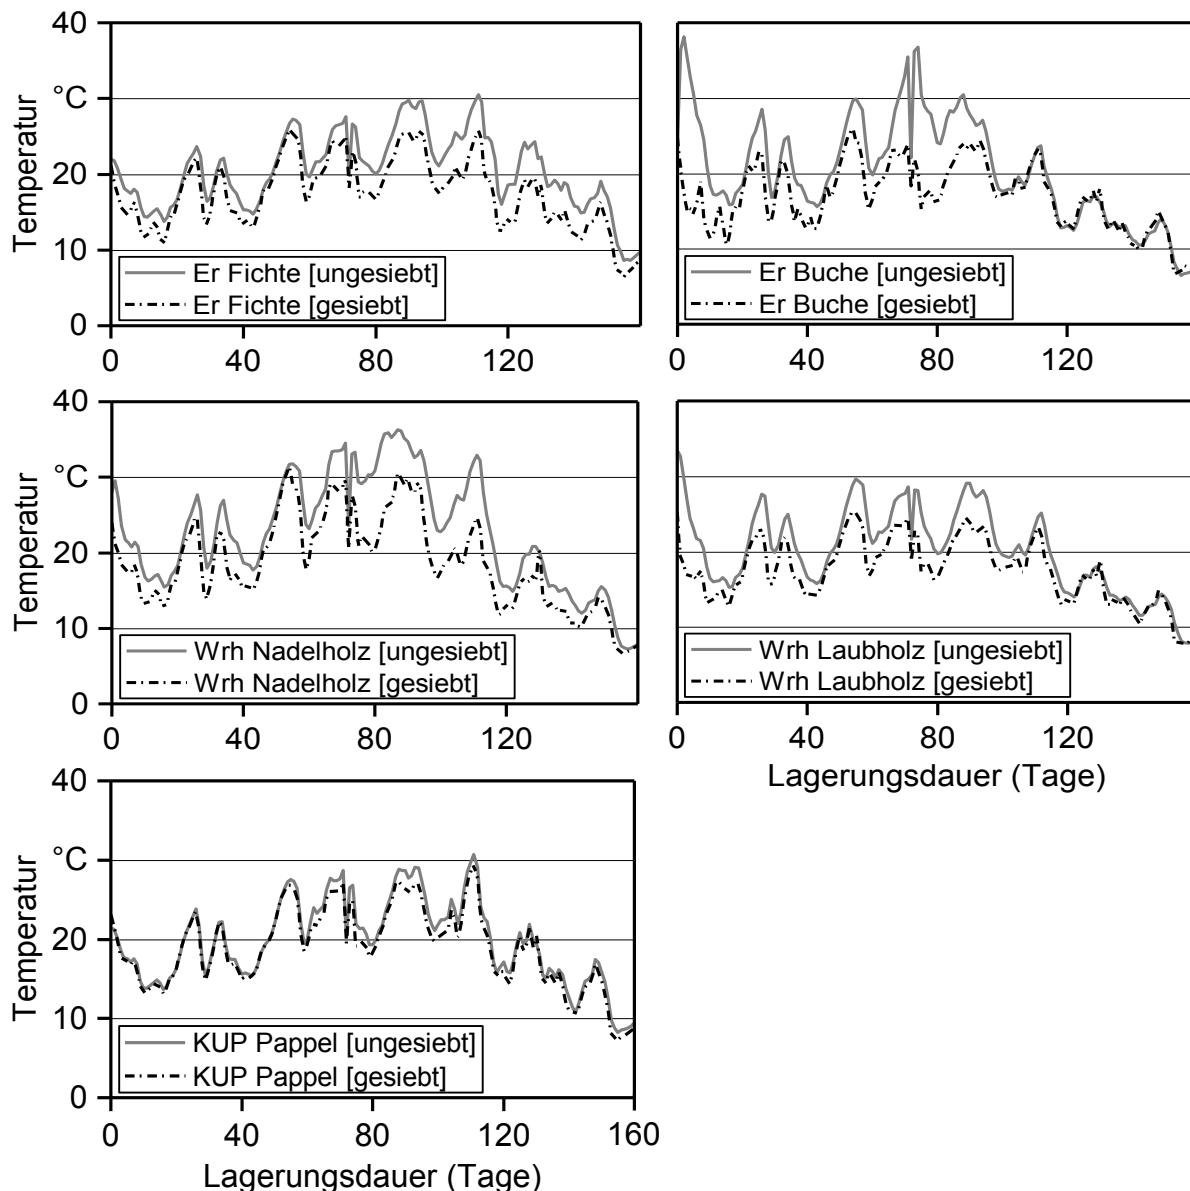 40
°C
20
10
0
Temperatur
Er Fichte [ungesiebt]
Er Fichte [gesiebt]
0 40 80 120
Er Buche [ungesiebt]
Er Buche [gesiebt]
0 40 80 120
40
°C
20
10
0
Temperatur
Wrh Nadelholz [ungesiebt]
Wrh Nadelholz [gesiebt]
0 40 80 120
Wrh Laubholz [ungesiebt]
Wrh Laubholz [gesiebt]
0 40 80 120
Lagerungsdauer (Tage)
40
°C
20
10
0
Temperatur
KUP Pappel [ungesiebt]
KUP Pappel [gesiebt]
0 40 80 120 160
Lagerungsdauer (Tage)